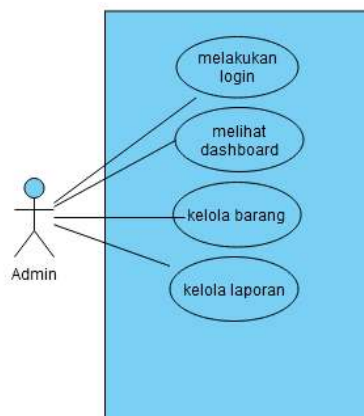 melakukan
login
melihat
dashboard
kelola barang
Admin
kelola laporan